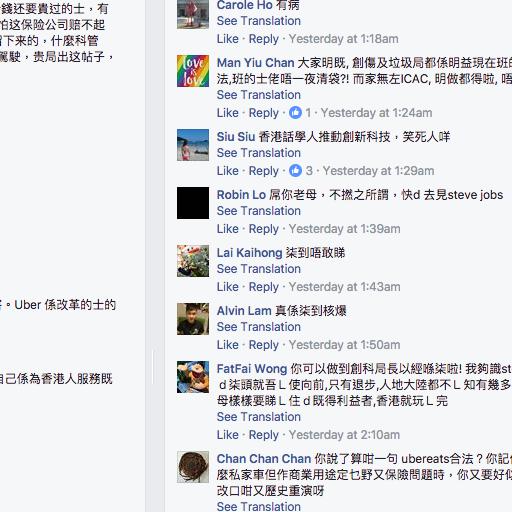 錢还要貴过的士，有
怕这保险公司赔不起
下来的，什麼科管
駕駛，贵局出这帖子，
。Uber 係改革的士的
自己係為香港人服務既
Carole Ho 有病
See Translation
Like · Reply · Yesterday at 1:18am
Man Yiu Chan 大家明既, 創傷及垃圾局都係明益現在班
法,班的士佬唔一夜清袋?! 而家無左ICAC, 明做都得啦, 唔
See Translation
Like · Reply · 1 · Yesterday at 1:24am
Siu Siu 香港話學人推動創新科技，笑死人咩
See Translation
Like · Reply · 3 · Yesterday at 1:29am
Robin Lo 屌你老母，不撚之所謂，快d 去見steve jobs
See Translation
Like · Reply · Yesterday at 1:39am
Lai Kaihong 柒到唔敢睇
See Translation
Like · Reply · Yesterday at 1:43am
Alvin Lam 真係柒到核爆
See Translation
Like · Reply · Yesterday at 1:50am
FatFai Wong 你可以做到創科局長以經喺柒啦! 我夠識st
ｄ柒頭就吾Ｌ使向前,只有退步,人地大陸都不Ｌ知有幾多
母樣樣要睇Ｌ住ｄ既得利益者,香港就玩Ｌ完
See Translation
Like · Reply · Yesterday at 2:10am
Chan Chan Chan 你說了算咁一句 ubereats合法？你記
麼私家車但作商業用途定乜野又保險問題時，你又要好
改口咁又歷史重演呀
See Translation